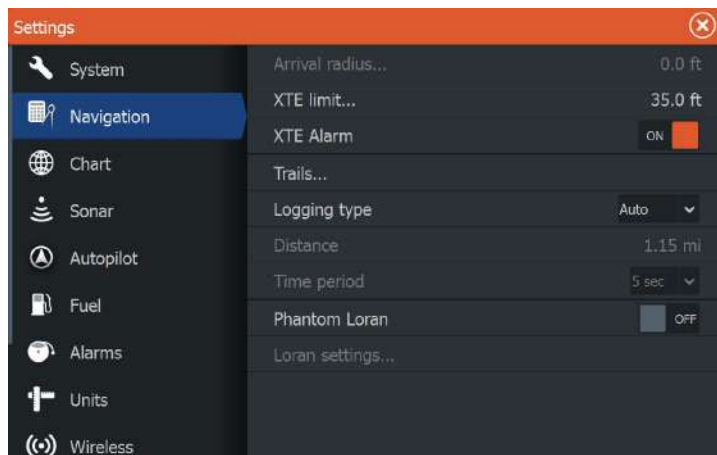 Settings
System
Navigation
Chart
Sonar
Autopilot
Fuel
Alarms
Units
Wireless
Arrival radius... 0.0 ft
XTE limit... 35.0 ft
XTE Alarm ON
Trails...
Logging type Auto
Distance 1.15 mi
Time period 5 sec
Phantom Loran OFF
Loran settings...